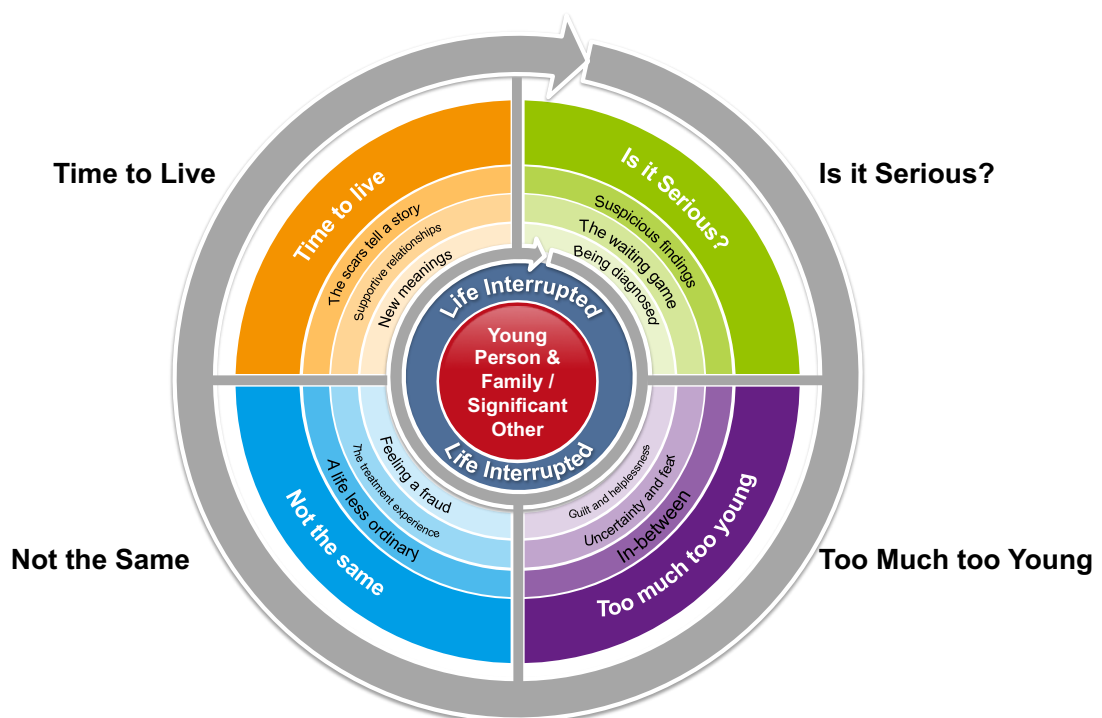 Time to Live
Is it Serious?
Time to live
The scars tell a story
Supportive relationships
New meanings
Is it Serious?
Suspicious findings
The waiting game
Being diagnosed
Life Interrupted
Young
Person &
Family /
Significant
Other
Life Interrupted
Feeling a fraud
The treatment experience
A life less ordinary
Not the same
Guilt and helplessness
Uncertainty and fear
In-between
Too much too young
Not the Same
Too Much too Young